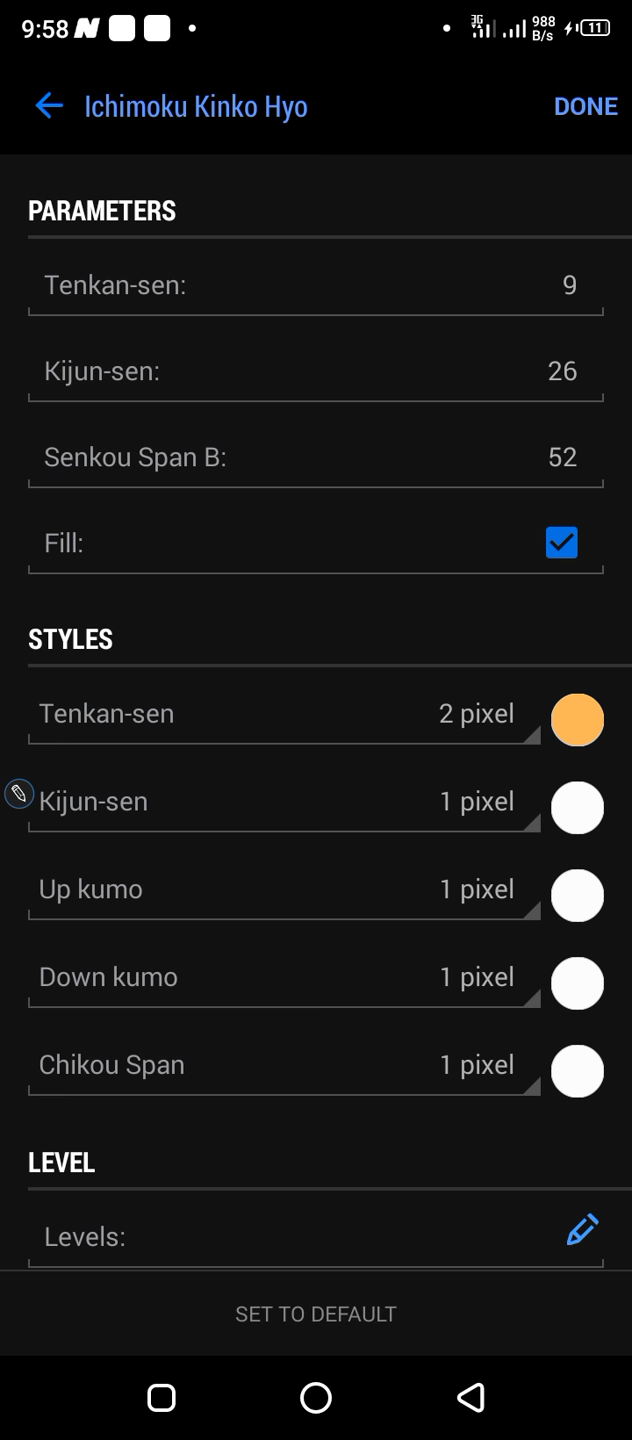 9:58
3G
988
B/s
11
Ichimoku Kinko Hyo
DONE
PARAMETERS
Tenkan-sen: 9
Kijun-sen: 26
Senkou Span B: 52
Fill:
STYLES
Tenkan-sen 2 pixel
Kijun-sen 1 pixel
Up kumo 1 pixel
Down kumo 1 pixel
Chikou Span 1 pixel
LEVEL
Levels:
SET TO DEFAULT